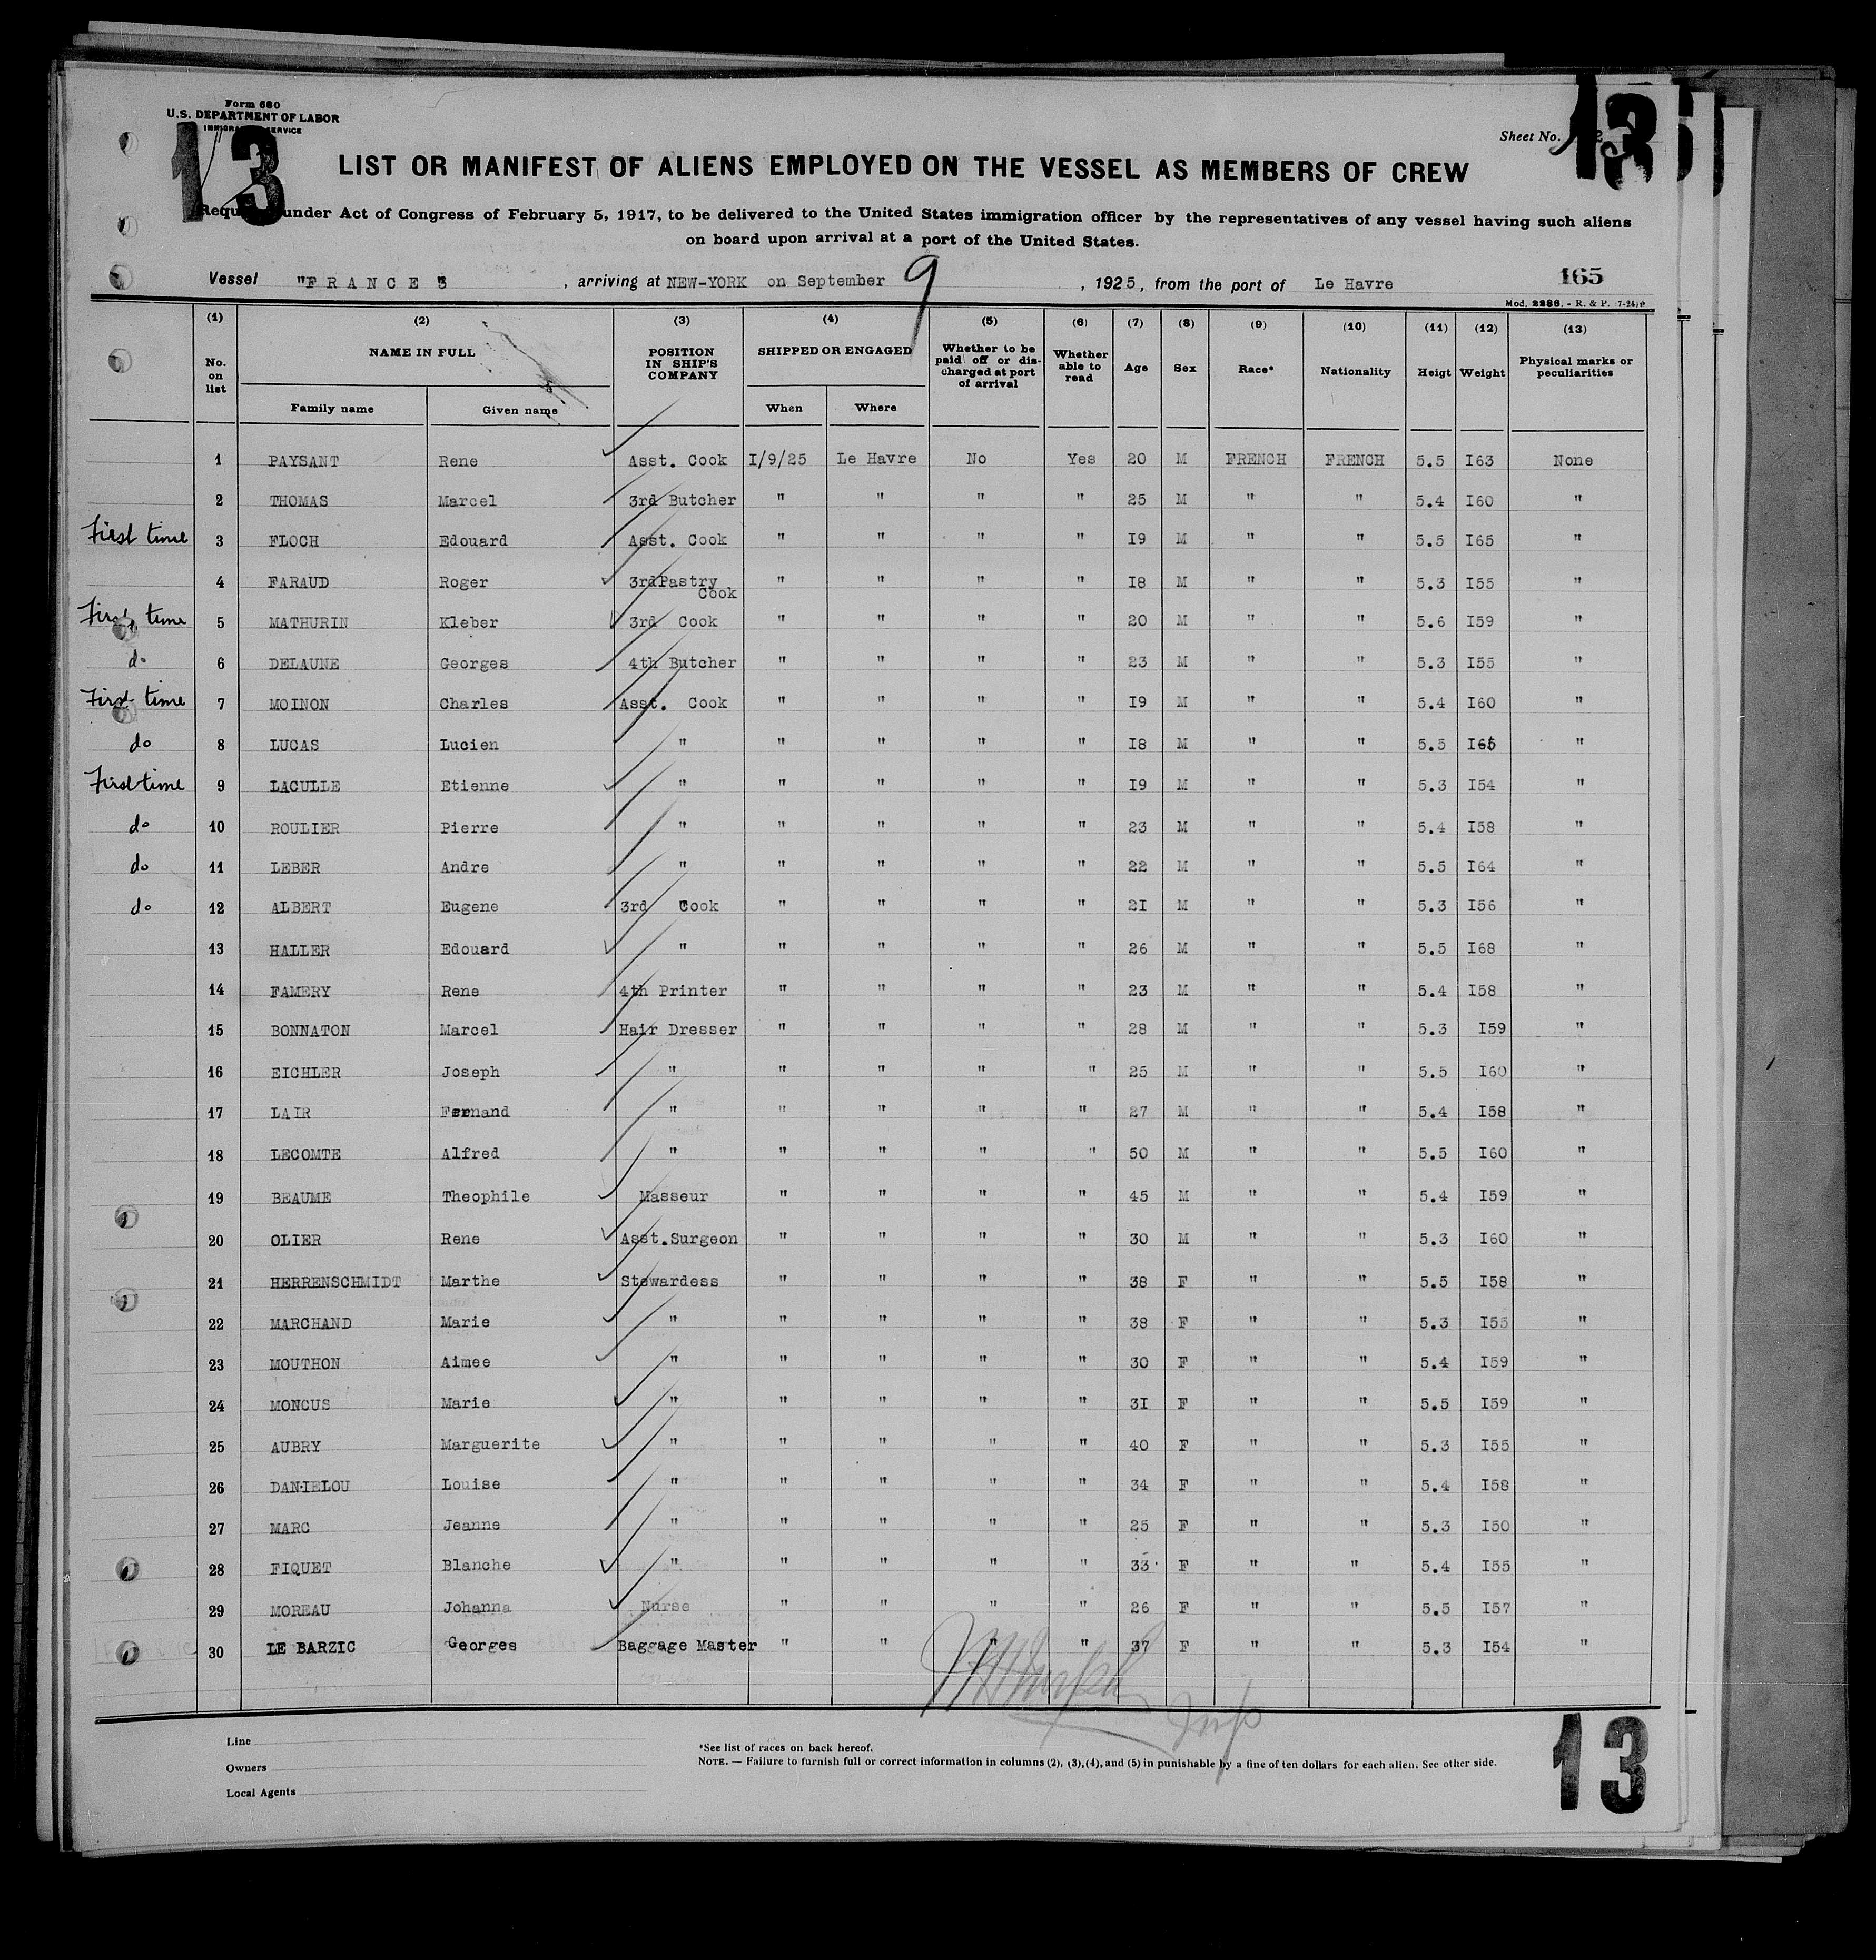 Form 680
U.S. DEPARTMENT OF LABOR
13
Sheet No.
13
LIST OR MANIFEST OF ALIENS EMPLOYED ON THE VESSEL AS MEMBERS OF CREW
under Act of Congress of February 5, 1917, to be delivered to the United States immigration officer by the representatives of any vessel having such aliens
on board upon arrival at a port of the United States.
Vessel "FRANCE" , arriving at NEW-YORK on September 9 , 1925, from the port of Le Havre 165
Mod. 2286. - R. & P.
(1) (2) (3) (4) (5) (6) (7) (8) (9) (10) (11) (12) (13)
No. on list NAME IN FULL POSITION IN SHIP'S COMPANY SHIPPED OR ENGAGED Whether to be paid off or discharged at port of arrival Whether able to read Age Sex Race* Nationality Heigt Weight Physical marks or peculiarities
Family name Given name When Where
1 PAYSANT Rene Asst. Cook I/9/25 Le Havre No Yes 20 M FRENCH FRENCH 5.5 I63 None
2 THOMAS Marcel 3rd Butcher " " " " 25 M " " 5.4 I60 "
First time 3 FLOCH Edouard Asst. Cook " " " " I9 M " " 5.5 I65 "
4 FARAUD Roger 3rdPastry Cook " " " " I8 M " " 5.3 I55 "
First time 5 MATHURIN Kleber 3rd Cook " " " " 20 M " " 5.6 I59 "
do 6 DELAUNE Georges 4th Butcher " " " " 23 M " " 5.3 I55 "
First time 7 MOINON Charles Asst. Cook " " " " I9 M " " 5.4 I60 "
do 8 LUCAS Lucien " " " " " I8 M " " 5.5 I65 "
First time 9 LACULLE Etienne " " " " " I9 M " " 5.3 I54 "
do 10 ROULIER Pierre " " " " " 23 M " " 5.4 I58 "
do 11 LEBER Andre " " " " " 22 M " " 5.5 I64 "
do 12 ALBERT Eugene 3rd Cook " " " " 2I M " " 5.3 I56 "
13 HALLER Edouard " " " " " 26 M " " 5.5 I68 "
14 FAMERY Rene 4th Printer " " " " 23 M " " 5.4 I58 "
15 BONNATON Marcel Hair Dresser " " " " 28 M " " 5.3 I59 "
16 EICHLER Joseph " " " " " 25 M " " 5.5 I60 "
17 LAIR Fernand " " " " " 27 M " " 5.4 I58 "
18 LECOMTE Alfred " " " " " 50 M " " 5.5 I60 "
19 BEAUME Theophile Masseur " " " " 45 M " " 5.4 I59 "
20 OLIER Rene Asst.Surgeon " " " " 30 M " " 5.3 I60 "
21 HERRENSCHMIDT Marthe Stewardess " " " " 38 F " " 5.5 I58 "
22 MARCHAND Marie " " " " " 38 F " " 5.3 I55 "
23 MOUTHON Aimee " " " " " 30 F " " 5.4 I59 "
24 MONCUS Marie " " " " " 3I F " " 5.5 I59 "
25 AUBRY Marguerite " " " " " 40 F " " 5.3 I55 "
26 DANIELOU Louise " " " " " 34 F " " 5.4 I58 "
27 MARC Jeanne " " " " " 25 F " " 5.3 I50 "
28 FIQUET Blanche " " " " " 33 F " " 5.4 I55 "
29 MOREAU Johanna Nurse " " " " 26 F " " 5.5 I57 "
30 LE BARZIC Georges Baggage Master " " " " 37 F " " 5.3 I54 "
Line
Owners
Local Agents
*See list of races on back hereof.
NOTE. — Failure to furnish full or correct information in columns (2), (3), (4), and (5) in punishable by a fine of ten dollars for each alien. See other side.
13